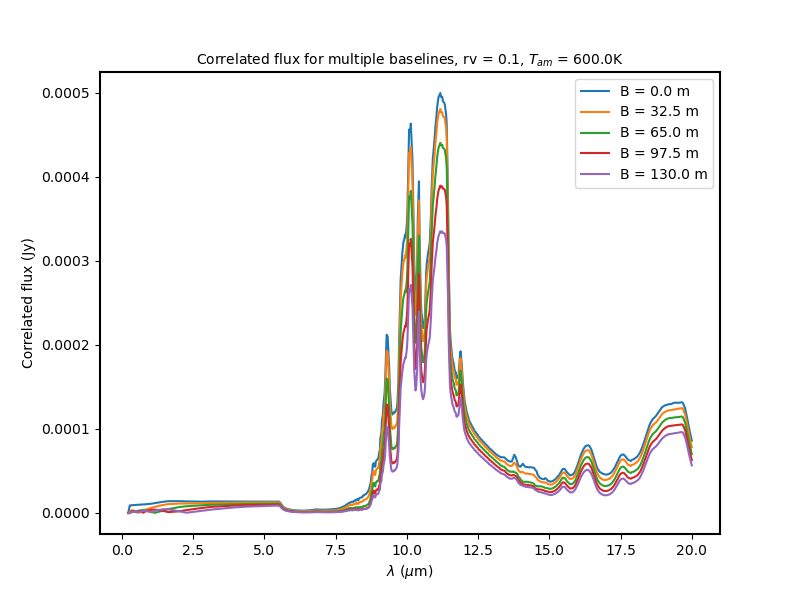 Correlated flux for multiple baselines, rv = 0.1, $T_{am}$ = 600.0K
B = 0.0 m
B = 32.5 m
B = 65.0 m
B = 97.5 m
B = 130.0 m
Correlated flux (Jy)
0.0005
0.0004
0.0003
0.0002
0.0001
0.0000
0.0 2.5 5.0 7.5 10.0 12.5 15.0 17.5 20.0
λ (μm)